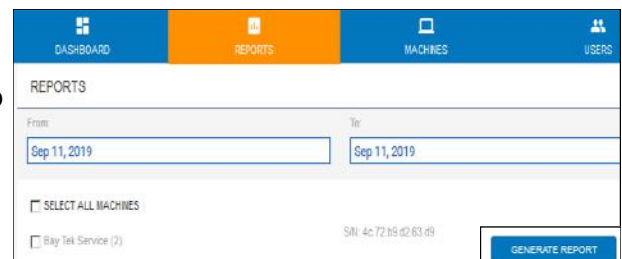 DASHBOARD REPORTS MACHINES USERS
REPORTS
From: To:
Sep 11, 2019 Sep 11, 2019
SELECT ALL MACHINES
Bay Tek Service (2) S/N: 4c.72.b9.d2.63.d9
GENERATE REPORT